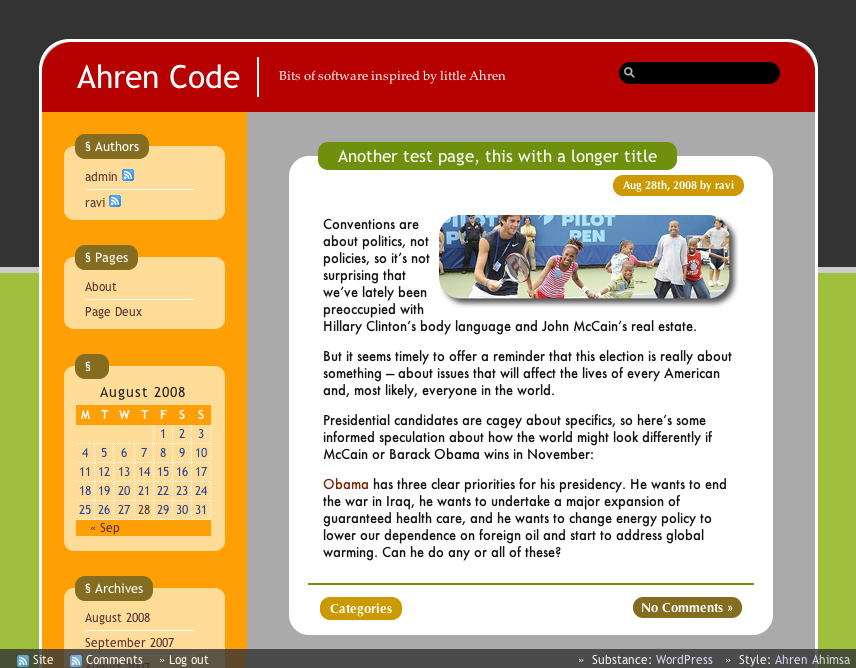 Ahren Code
Bits of software inspired by little Ahren
§ Authors
admin
ravi
§ Pages
About
Page Deux
§
August 2008
M T W T F S S
1 2 3
4 5 6 7 8 9 10
11 12 13 14 15 16 17
18 19 20 21 22 23 24
25 26 27 28 29 30 31
« Sep
§ Archives
August 2008
September 2007
Another test page, this with a longer title
Aug 28th, 2008 by ravi
PILOT
PEN
Conventions are
about politics, not
policies, so it's not
surprising that
we've lately been
preoccupied with
Hillary Clinton's body language and John McCain's real estate.
But it seems timely to offer a reminder that this election is really about
something — about issues that will affect the lives of every American
and, most likely, everyone in the world.
Presidential candidates are cagey about specifics, so here's some
informed speculation about how the world might look differently if
McCain or Barack Obama wins in November:
Obama has three clear priorities for his presidency. He wants to end
the war in Iraq, he wants to undertake a major expansion of
guaranteed health care, and he wants to change energy policy to
lower our dependence on foreign oil and start to address global
warming. Can he do any or all of these?
Categories
No Comments »
Site Comments » Log out
» Substance: WordPress » Style: Ahren Ahimsa